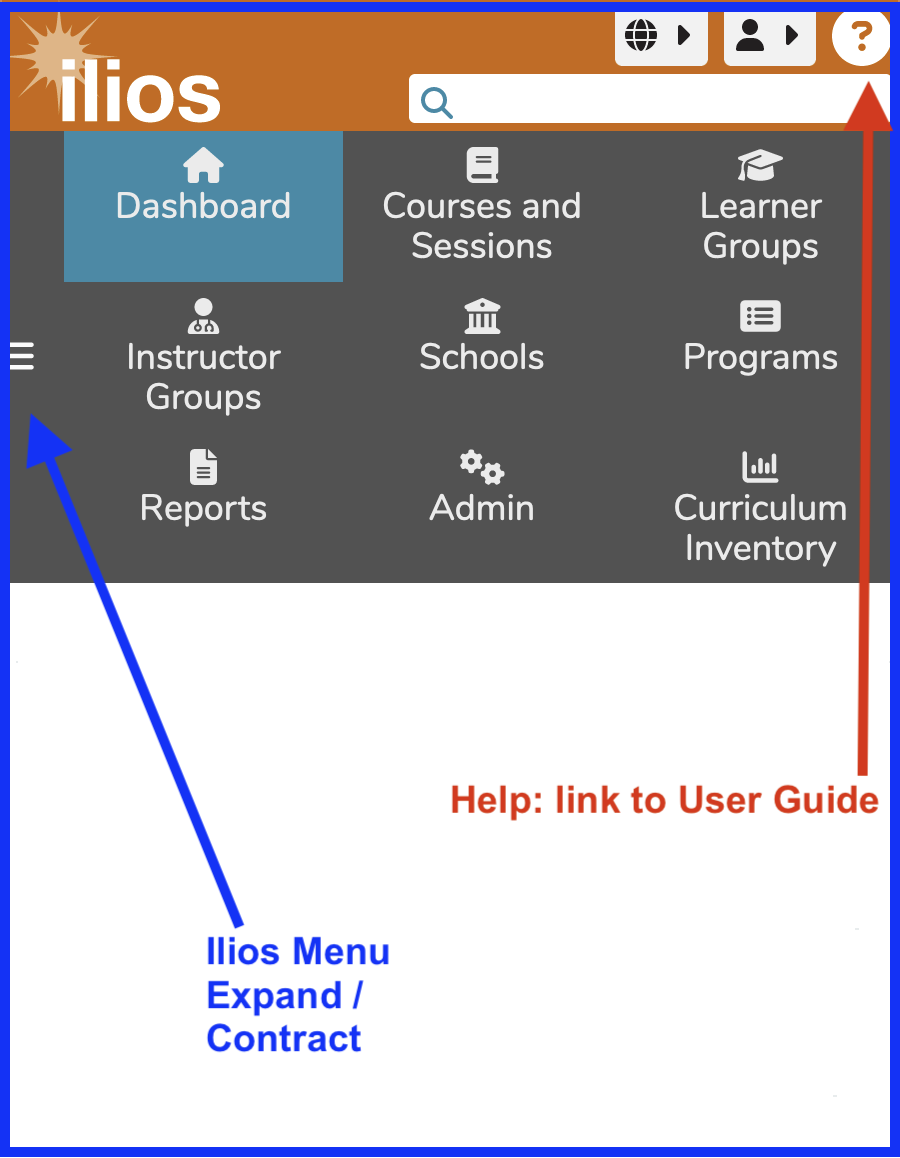 ilios
?
Dashboard
Courses and
Sessions
Learner
Groups
Instructor
Groups
Schools
Programs
Reports
Admin
Curriculum
Inventory
Help: link to User Guide
Ilios Menu
Expand /
Contract